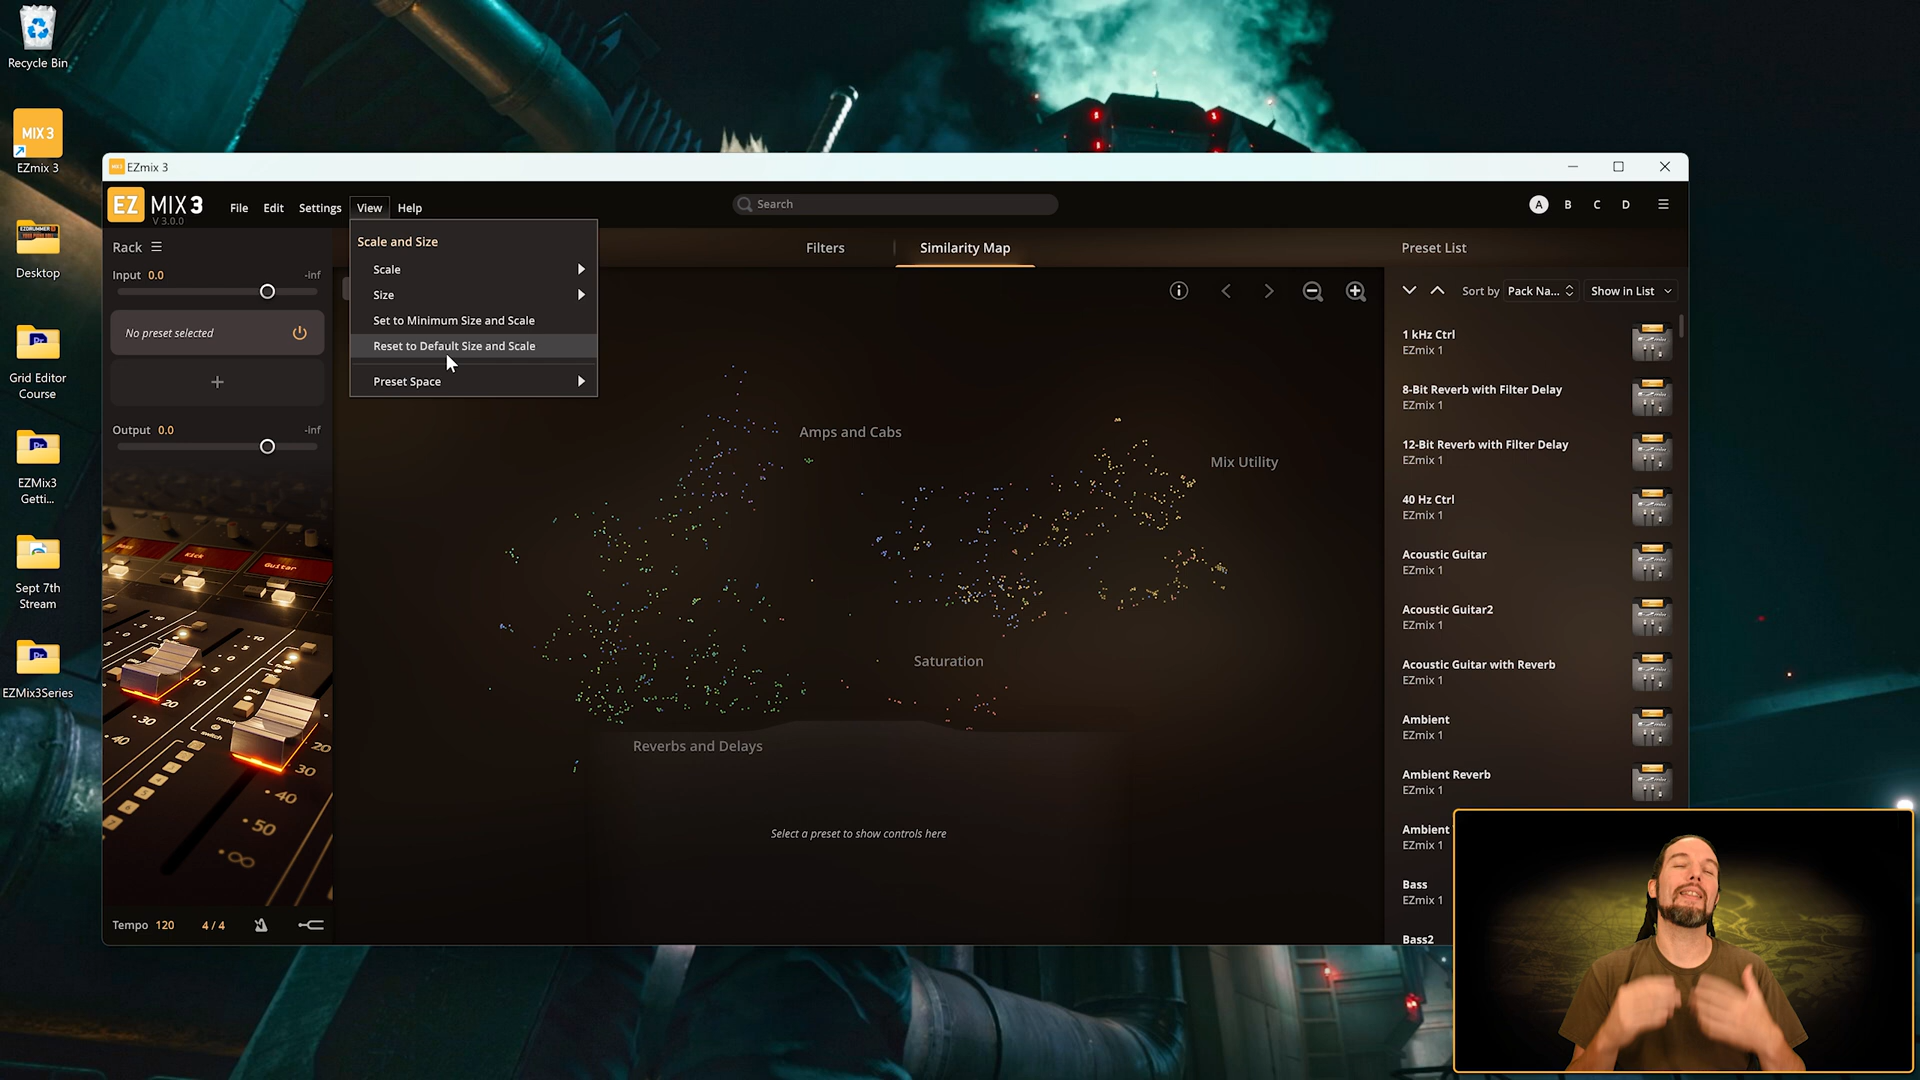 Recycle Bin
MIX 3
EZmix 3
Desktop
Grid Editor
Course
EZMix3
Getti...
Sept 7th
Stream
EZMix3Series
EZmix 3
EZ MIX 3
V 3.0.0
File Edit Settings View Help
Search
A B C D
Rack
Input 0.0 -inf
No preset selected
+
Output 0.0 -inf
Scale and Size
Scale
Size
Set to Minimum Size and Scale
Reset to Default Size and Scale
Preset Space
Filters
Similarity Map
Amps and Cabs
Mix Utility
Saturation
Reverbs and Delays
Select a preset to show controls here
Preset List
Sort by Pack Na... Show in List
1 kHz Ctrl
EZmix 1
8-Bit Reverb with Filter Delay
EZmix 1
12-Bit Reverb with Filter Delay
EZmix 1
40 Hz Ctrl
EZmix 1
Acoustic Guitar
EZmix 1
Acoustic Guitar2
EZmix 1
Acoustic Guitar with Reverb
EZmix 1
Ambient
EZmix 1
Ambient Reverb
EZmix 1
Ambient
EZmix 1
Bass
EZmix 1
Bass2
Kick
Guitar
Tempo 120 4 / 4